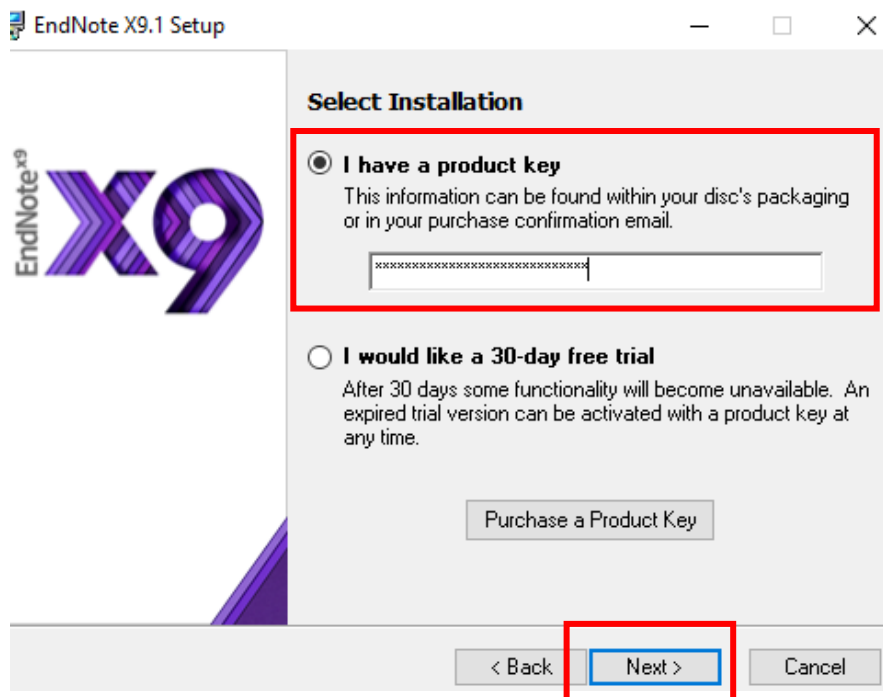 EndNote X9.1 Setup
EndNote x9
X9
Select Installation
I have a product key
This information can be found within your disc's packaging
or in your purchase confirmation email.
xxxxxxxxxxxxxxxxxxxxxxxxxxxxx
I would like a 30-day free trial
After 30 days some functionality will become unavailable. An
expired trial version can be activated with a product key at
any time.
Purchase a Product Key
< Back
Next >
Cancel